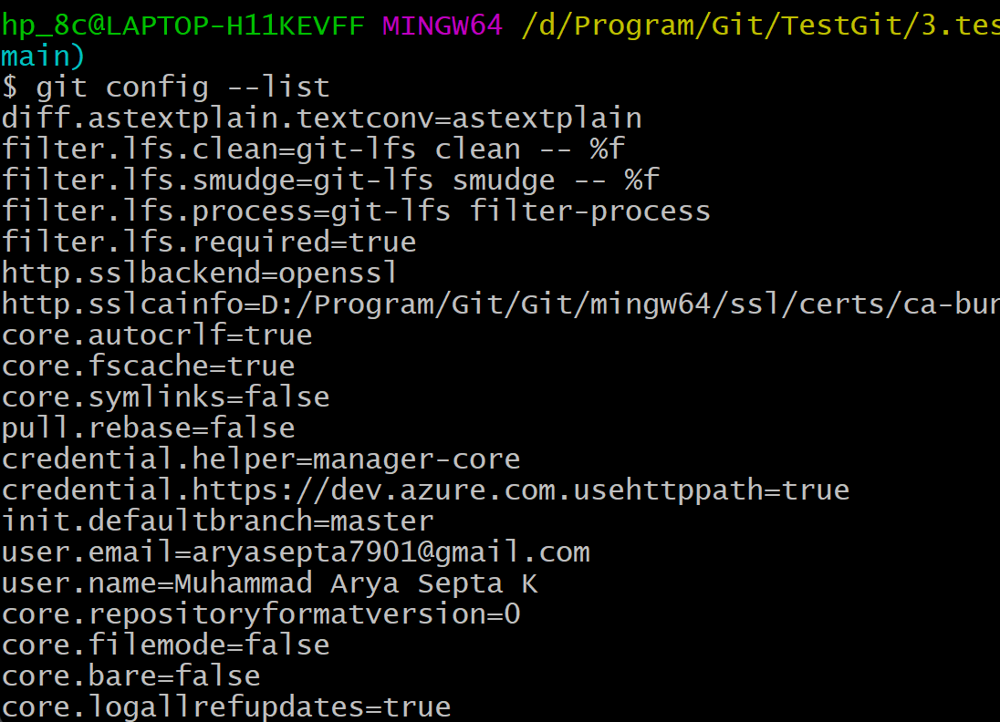 hp_8c@LAPTOP-H11KEVFF MINGW64 /d/Program/Git/TestGit/3.tes
main)
$ git config --list
diff.astextplain.textconv=astextplain
filter.lfs.clean=git-lfs clean -- %f
filter.lfs.smudge=git-lfs smudge -- %f
filter.lfs.process=git-lfs filter-process
filter.lfs.required=true
http.sslbackend=openssl
http.sslcainfo=D:/Program/Git/Git/mingw64/ssl/certs/ca-bun
core.autocrlf=true
core.fscache=true
core.symlinks=false
pull.rebase=false
credential.helper=manager-core
credential.https://dev.azure.com.usehttppath=true
init.defaultbranch=master
user.email=aryasepta7901@gmail.com
user.name=Muhammad Arya Septa K
core.repositoryformatversion=0
core.filemode=false
core.bare=false
core.logallrefupdates=true